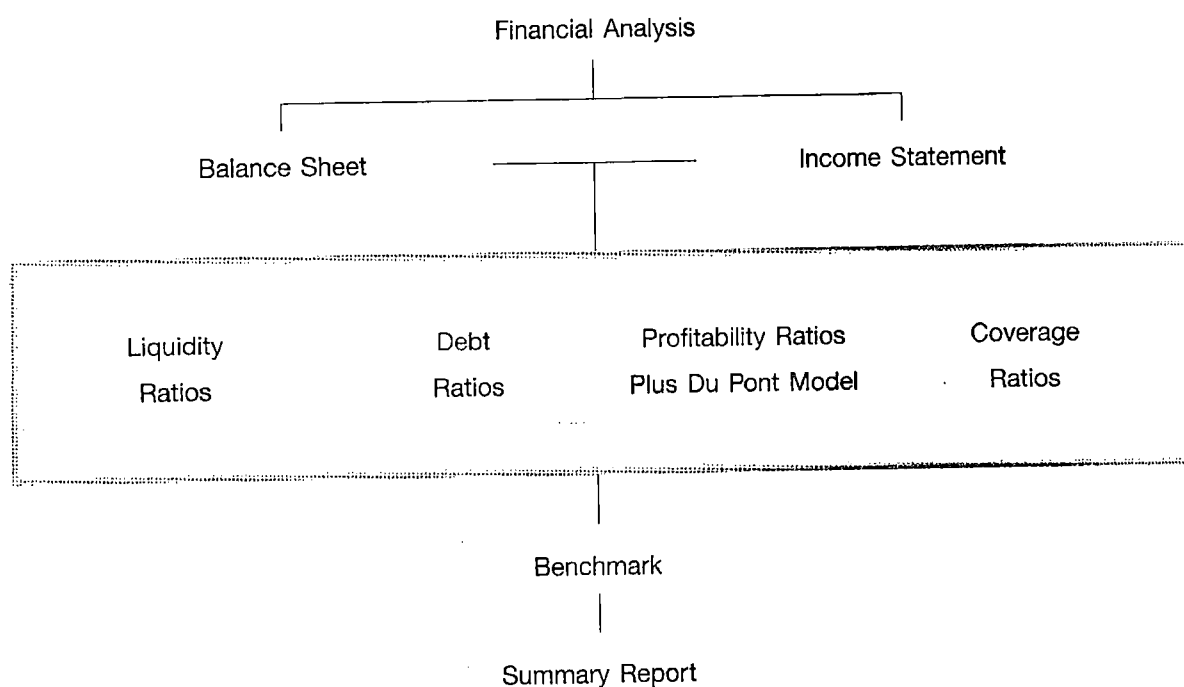 Financial Analysis
Balance Sheet
Income Statement
Liquidity
Ratios
Debt
Ratios
Profitability Ratios
Plus Du Pont Model
Coverage
Ratios
Benchmark
Summary Report